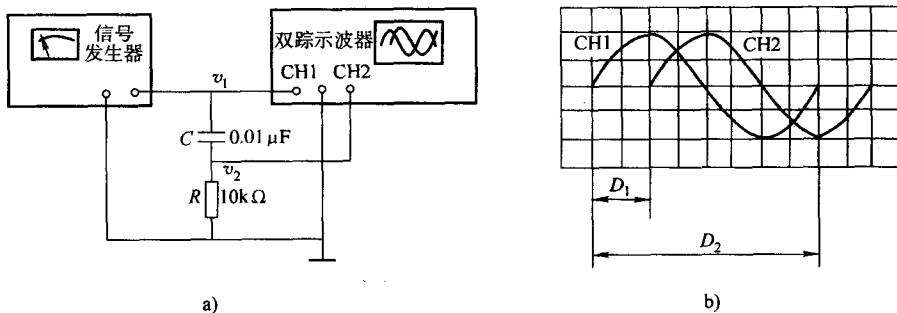 信号
发生器
双踪示波器
CH1 CH2
v₁
C 0.01 μF
v₂
R 10kΩ
a)
CH1 CH2
D₁
D₂
b)